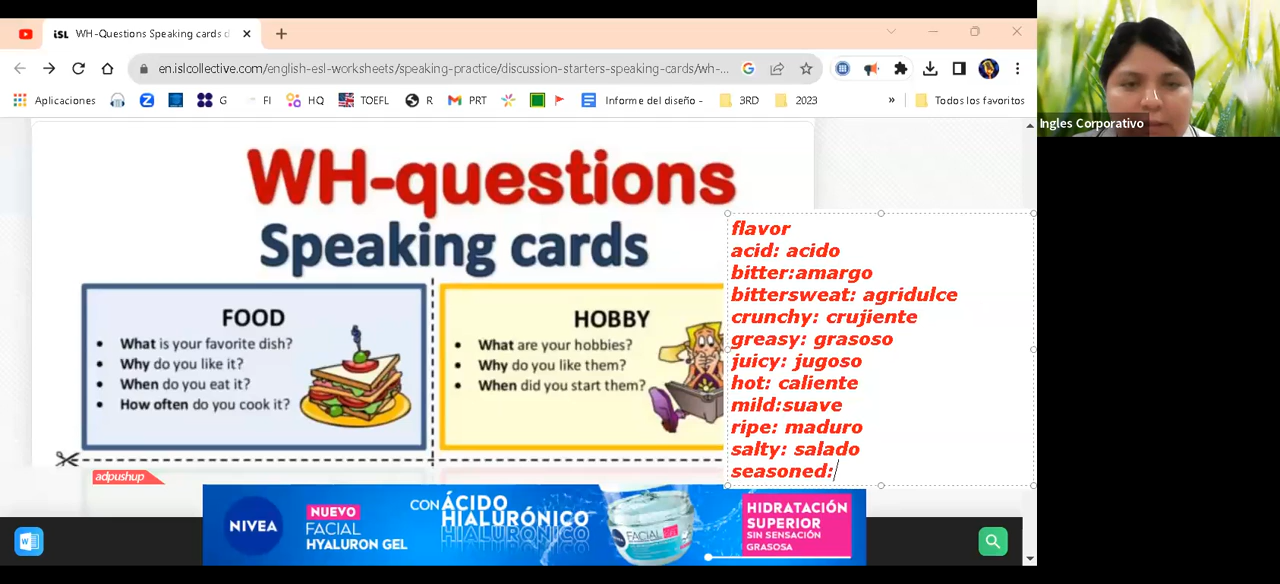 iSL WH-Questions Speaking cards d
en.islcollective.com/english-esl-worksheets/speaking-practice/discussion-starters-speaking-cards/wh-...
Aplicaciones
G
FI
HQ
TOEFL
R
PRT
Informe del diseño -
3RD
2023
»
Todos los favoritos
Ingles Corporativo
WH-questions
Speaking cards
FOOD
• What is your favorite dish?
• Why do you like it?
• When do you eat it?
• How often do you cook it?
HOBBY
• What are your hobbies?
• Why do you like them?
• When did you start them?
flavor
acid: acido
bitter:amargo
bittersweat: agridulce
crunchy: crujiente
greasy: grasoso
juicy: jugoso
hot: caliente
mild:suave
ripe: maduro
salty: salado
seasoned:
adpushup
NIVEA
NUEVO
FACIAL
HYALURON GEL
CON ÁCIDO
HIALURÓNICO
HIALURÓNICO
NIVEA
FACIAL
HIDRATACIÓN
SUPERIOR
SIN SENSACIÓN
GRASOSA